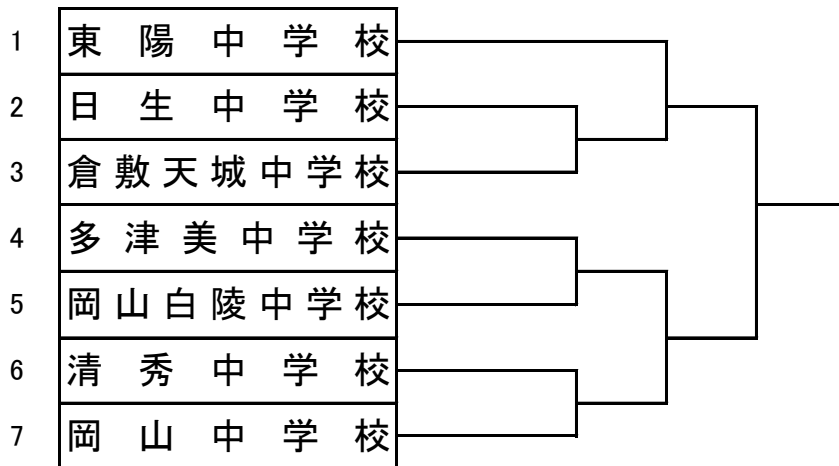 1 東陽中学校
2 日生中学校
3 倉敷天城中学校
4 多津美中学校
5 岡山白陵中学校
6 清秀中学校
7 岡山中学校